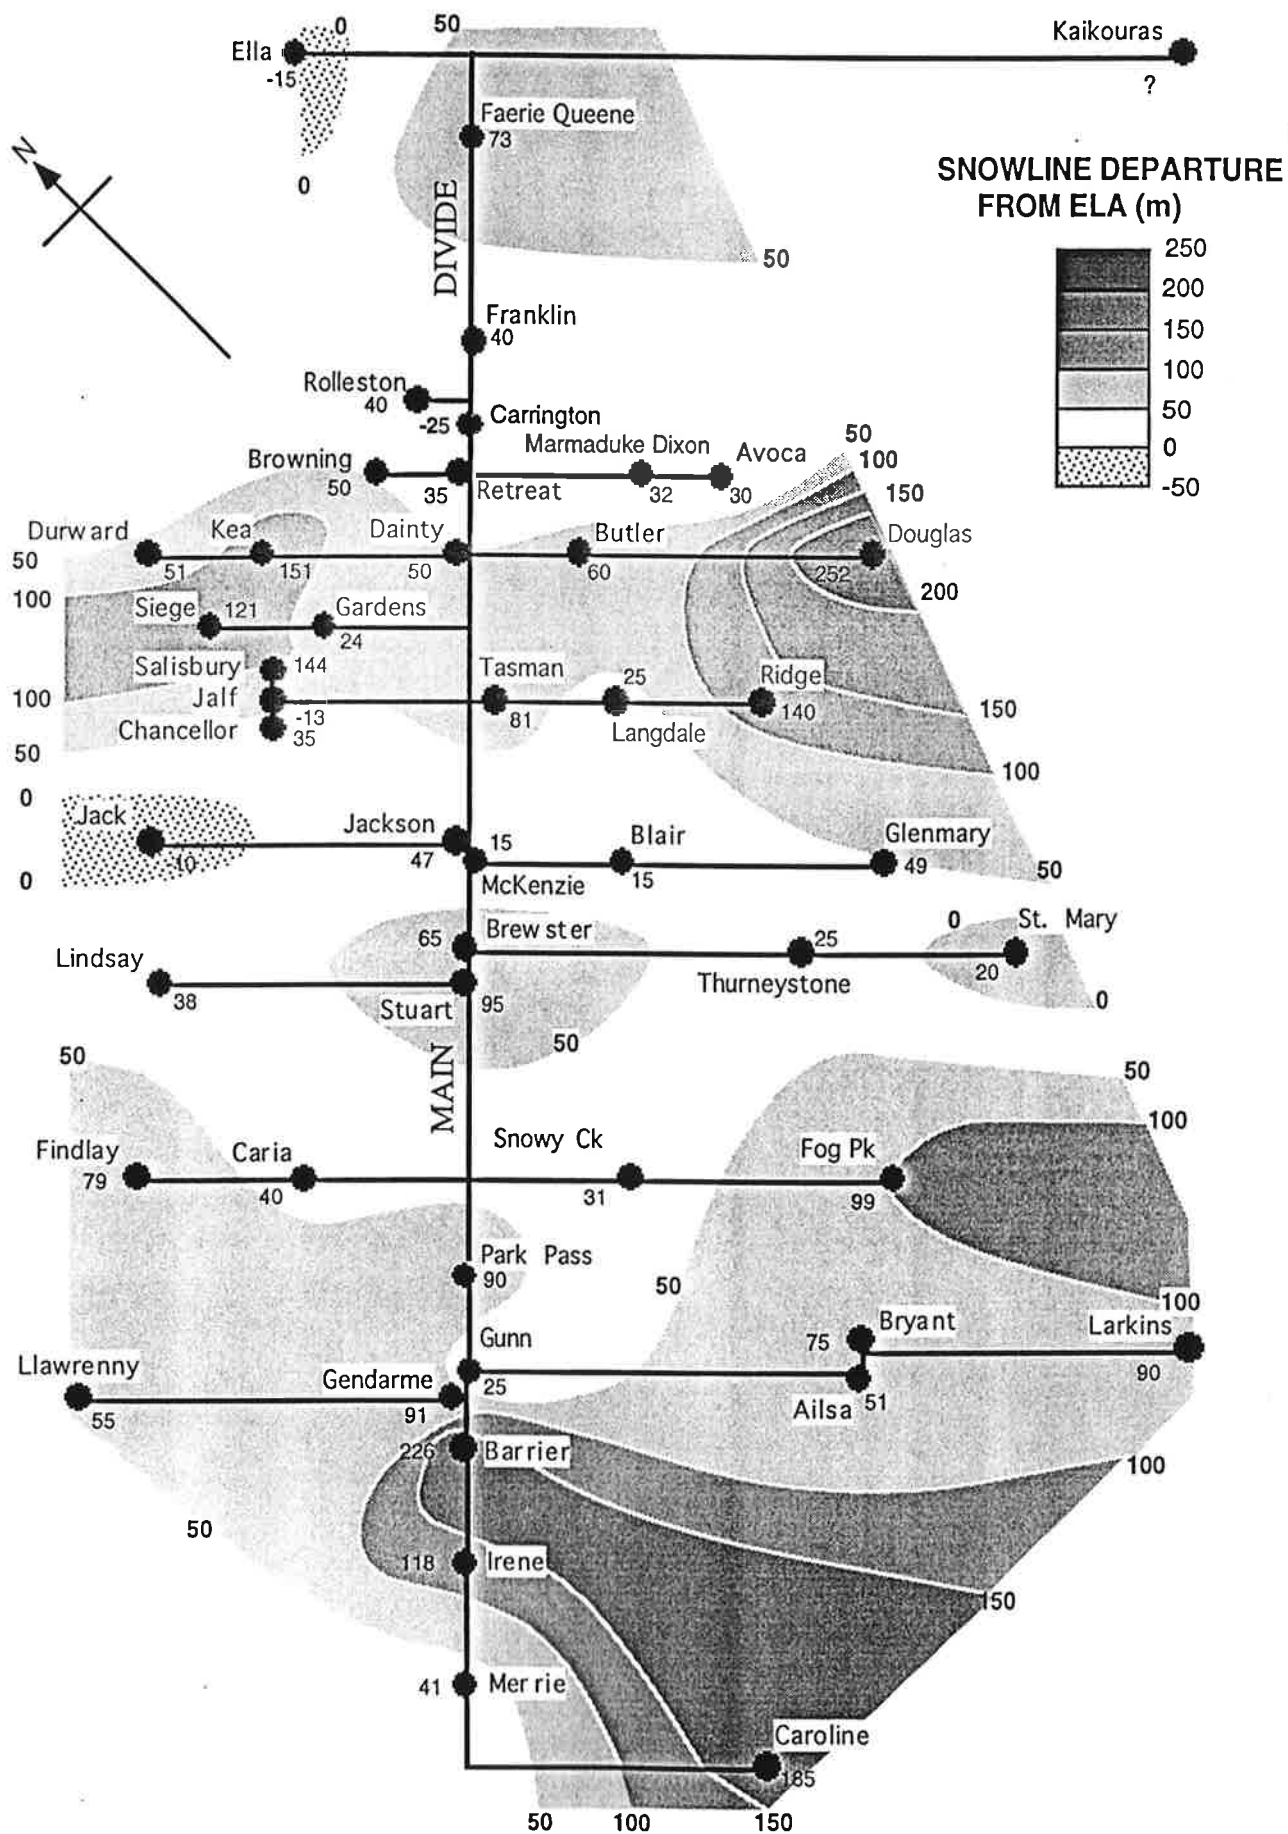 0
50
Ella
Kaikouras
-15
?
Faerie Queene
73
N
0
SNOWLINE DEPARTURE
FROM ELA (m)
250
200
150
100
50
0
-50
DIVIDE
50
Franklin
40
Rolleston
40
Carrington
-25
Marmaduke Dixon
Avoca
50
100
150
Browning
50
35
Retreat
32
30
Durward
Kea
Dainty
Butler
Douglas
50
51
151
50
60
252
200
100
Siege
121
Gardens
24
Salisbury
144
Tasman
25
Ridge
100
Jalf
-13
81
Langdale
140
150
Chancellor
35
50
100
0
Jack
Jackson
15
Blair
Glenmary
10
47
15
49
50
0
McKenzie
65
Brewster
25
0
St. Mary
Lindsay
38
Stuart
95
Thurneystone
20
0
50
50
MAIN
50
100
Findlay
Caria
Snowy Ck
Fog Pk
79
40
31
99
Park Pass
90
50
100
Gunn
75
Bryant
Larkins
Llawrenny
Gendarme
25
90
55
91
Ailsa
51
226
Barrier
100
50
118
Irene
150
41
Merrie
Caroline
185
50
100
150